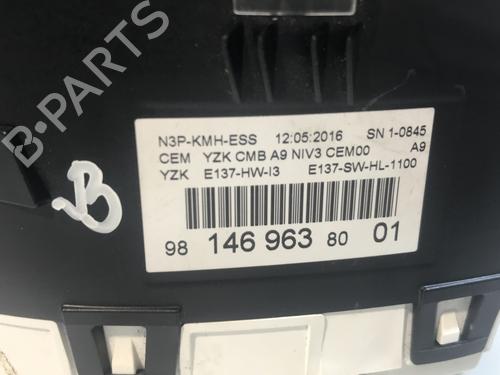 B-PARTS
N3P-KMH-ESS 12:05:2016 SN 1-0845
CEM YZK CMB A9 NIV3 CEM00 A9
YZK E137-HW-I3 E137-SW-HL-1100
98 146 963 80 01
B